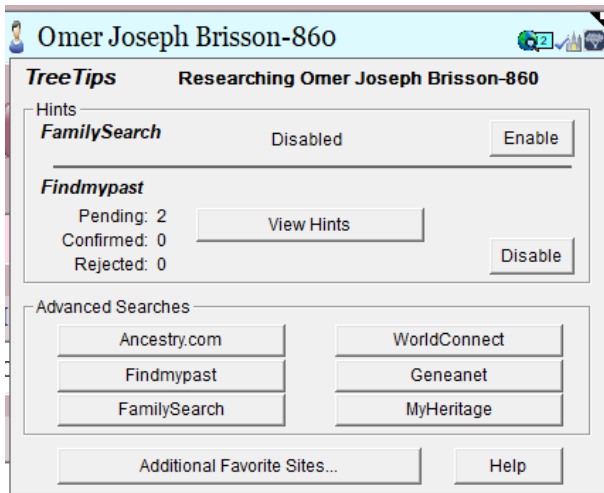 Omer Joseph Brisson-860
2
TreeTips Researching Omer Joseph Brisson-860
Hints
FamilySearch Disabled Enable
Findmypast
Pending: 2 View Hints
Confirmed: 0
Rejected: 0 Disable
Advanced Searches
Ancestry.com WorldConnect
Findmypast Geneanet
FamilySearch MyHeritage
Additional Favorite Sites... Help